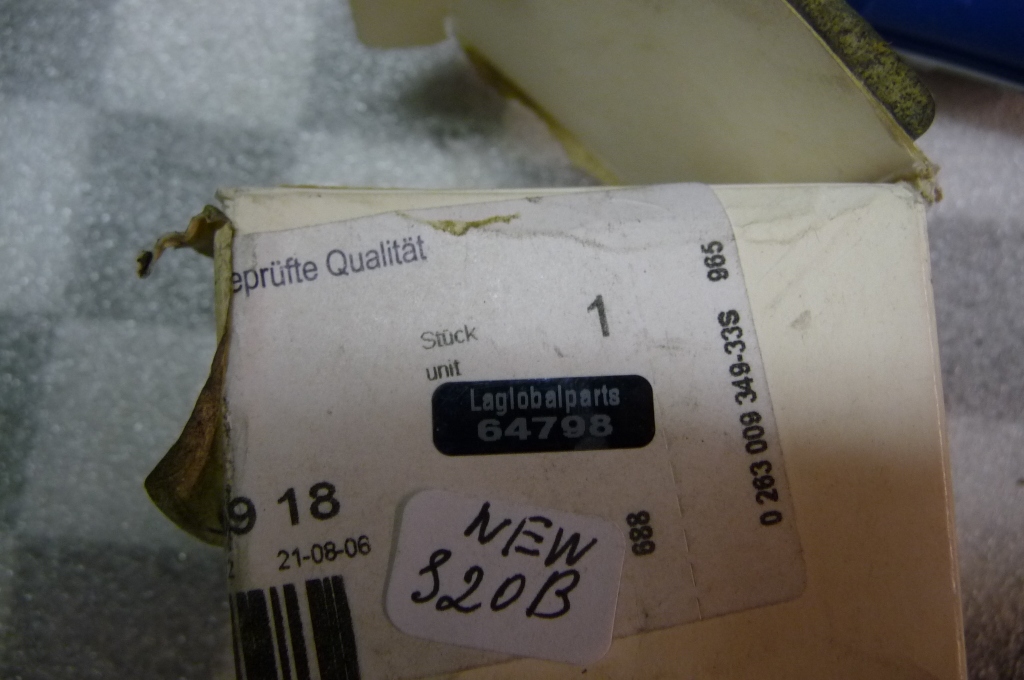 eprüfte Qualität
Stück
unit
1
Laglobalparts
64798
9 18
21-08-06
2
NEW
S20B
688
965
0 263 009 349-33S